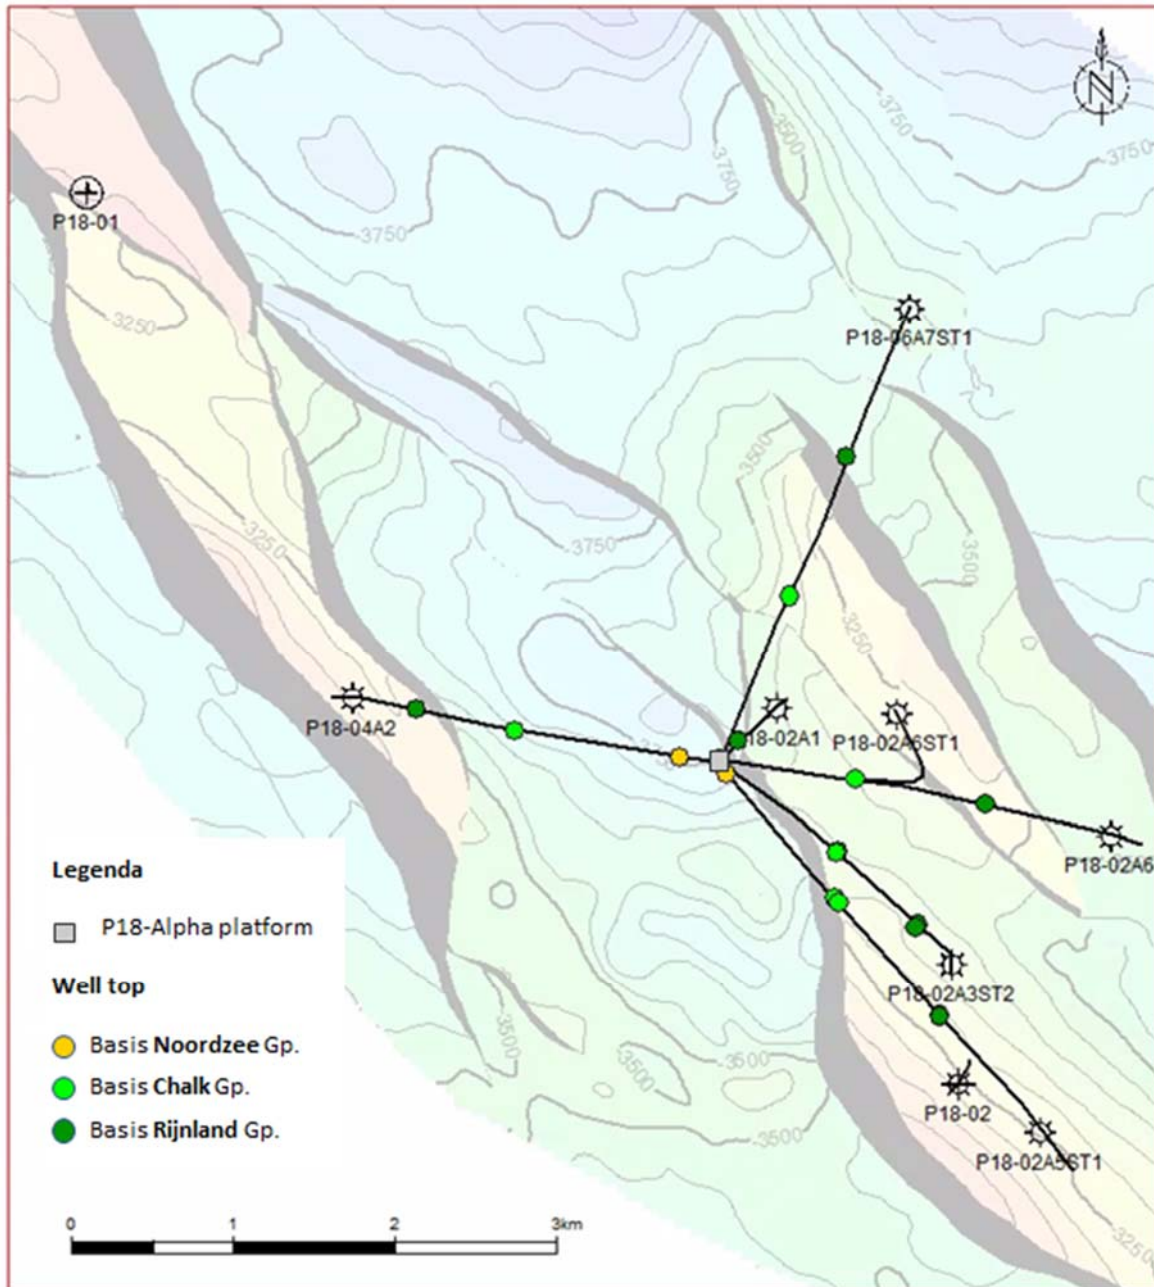 N
-3500
-3750
-3750
-3750
P18-01
-3750
-3250
P18-06A7ST1
-3500
-3500
-3250
-3750
-3250
P18-04A2
P18-02A1
P18-02A6ST1
P18-02A6
Legenda
P18-Alpha platform
Well top
Basis Noordzee Gp.
Basis Chalk Gp.
Basis Rijnland Gp.
P18-02A3ST2
-3500
-3500
-3500
P18-02
-3500
P18-02A5ST1
-3250
0
1
2
3km